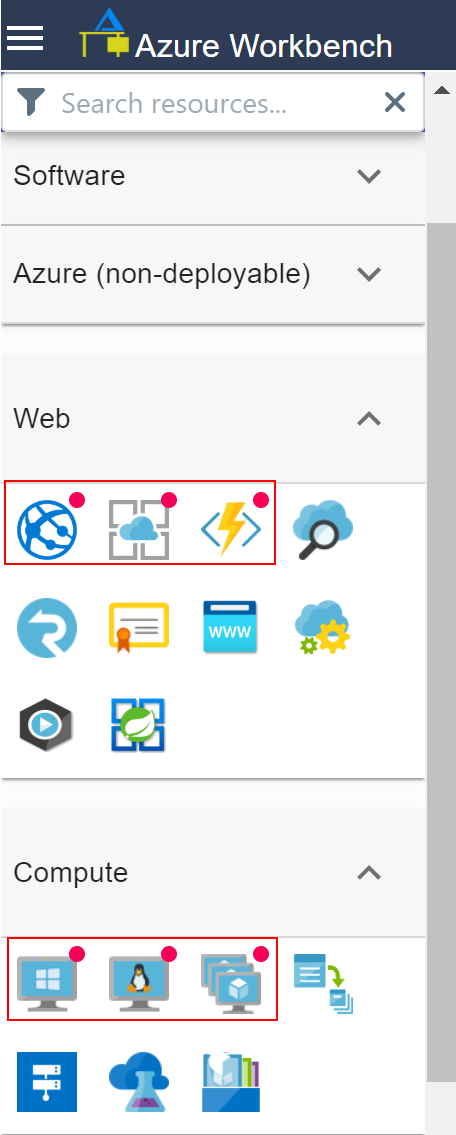 Azure Workbench
Search resources...
Software
Azure (non-deployable)
Web
www
Compute